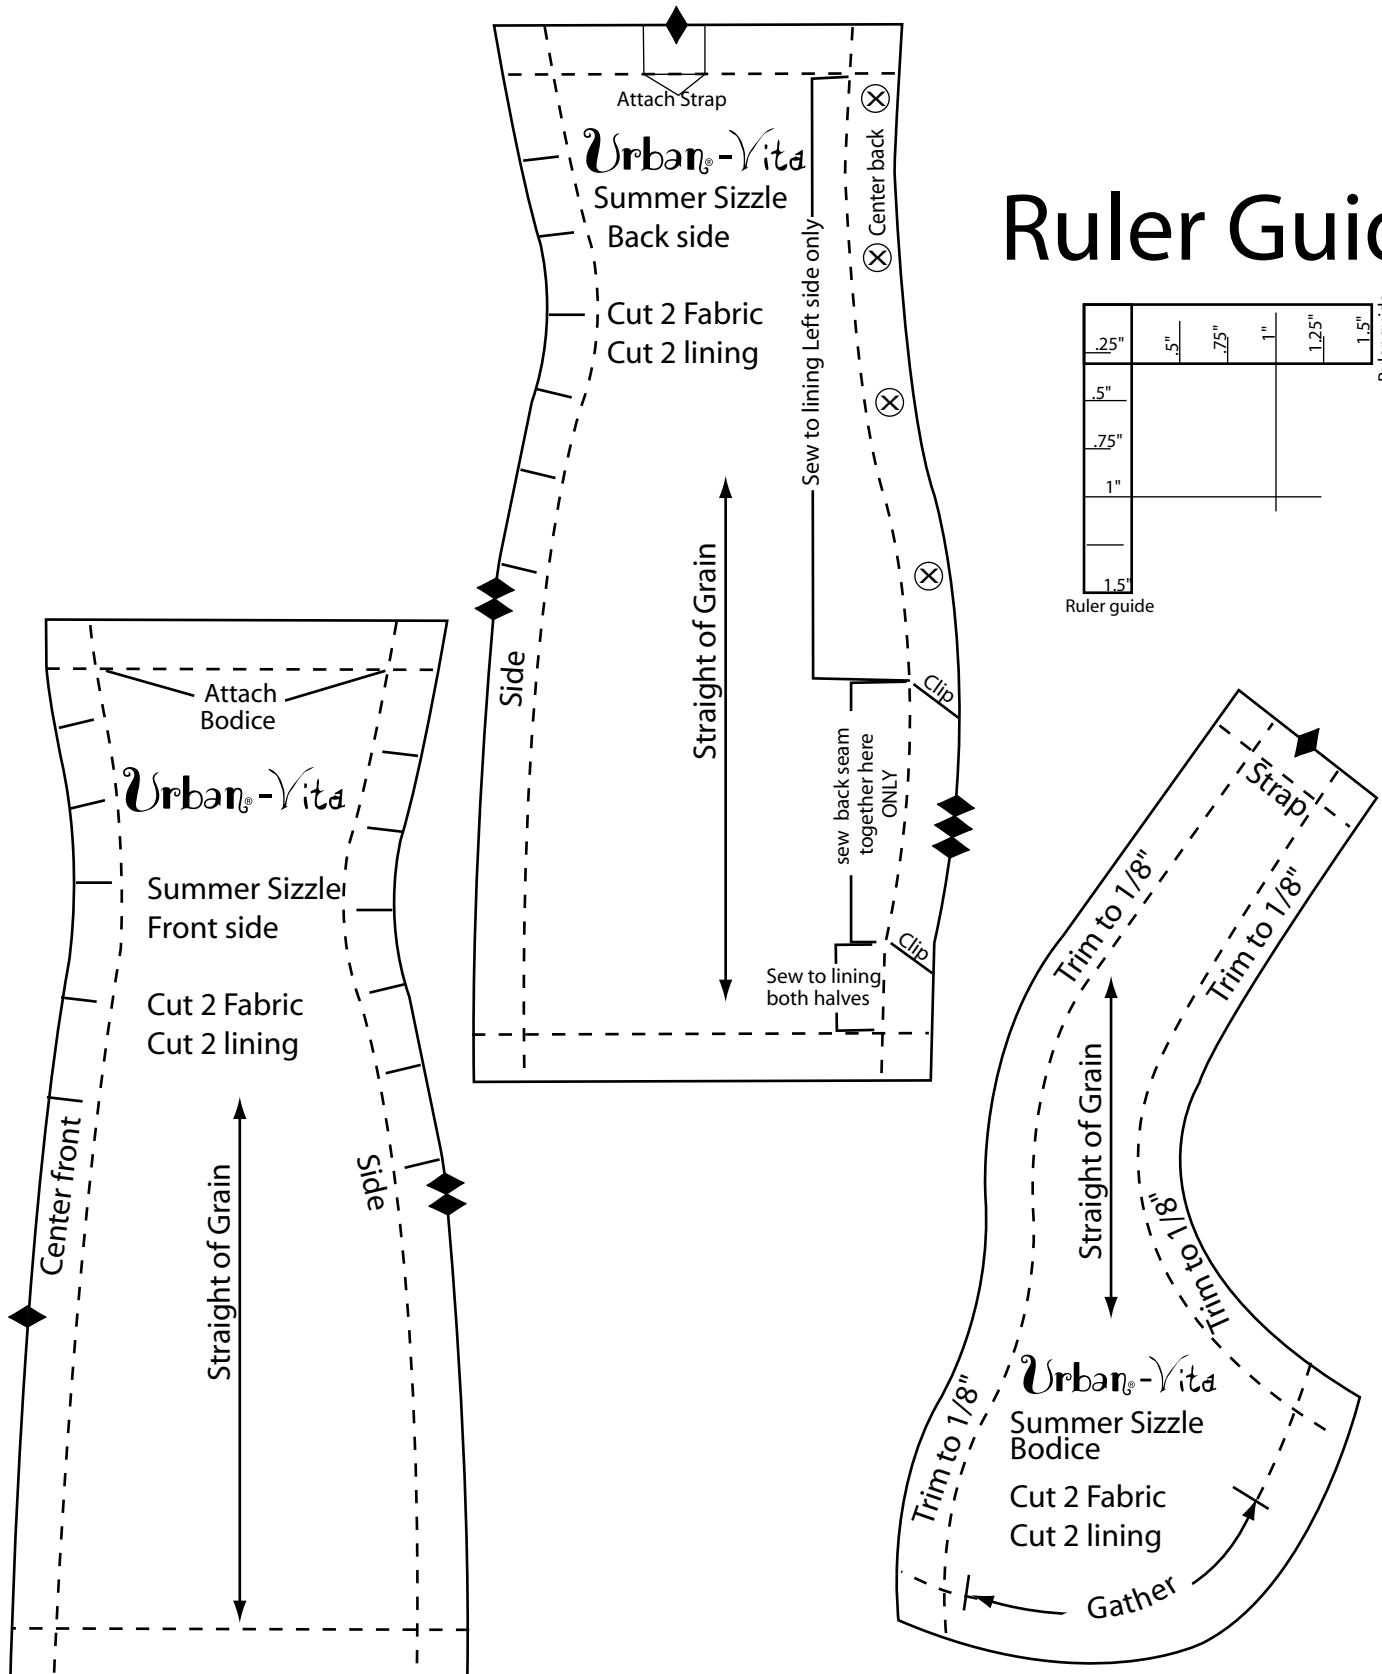 Attach Strap
Urban®-Vita
Summer Sizzle
Back side
Cut 2 Fabric
Cut 2 lining
Sew to lining Left side only
Center back
Straight of Grain
Side
Clip
sew back seam
together here
ONLY
Clip
Sew to lining
both halves
Ruler Guid
.25"
.5"
.75"
1"
1.25"
1.5"
.5"
.75"
1"
1.5"
Ruler guide
Attach
Bodice
Urban®-Vita
Summer Sizzle
Front side
Cut 2 Fabric
Cut 2 lining
Center front
Straight of Grain
Side
Strap
Trim to 1/8"
Trim to 1/8"
Straight of Grain
Trim to 1/8"
Trim to 1/8"
Urban®-Vita
Summer Sizzle
Bodice
Cut 2 Fabric
Cut 2 lining
Gather